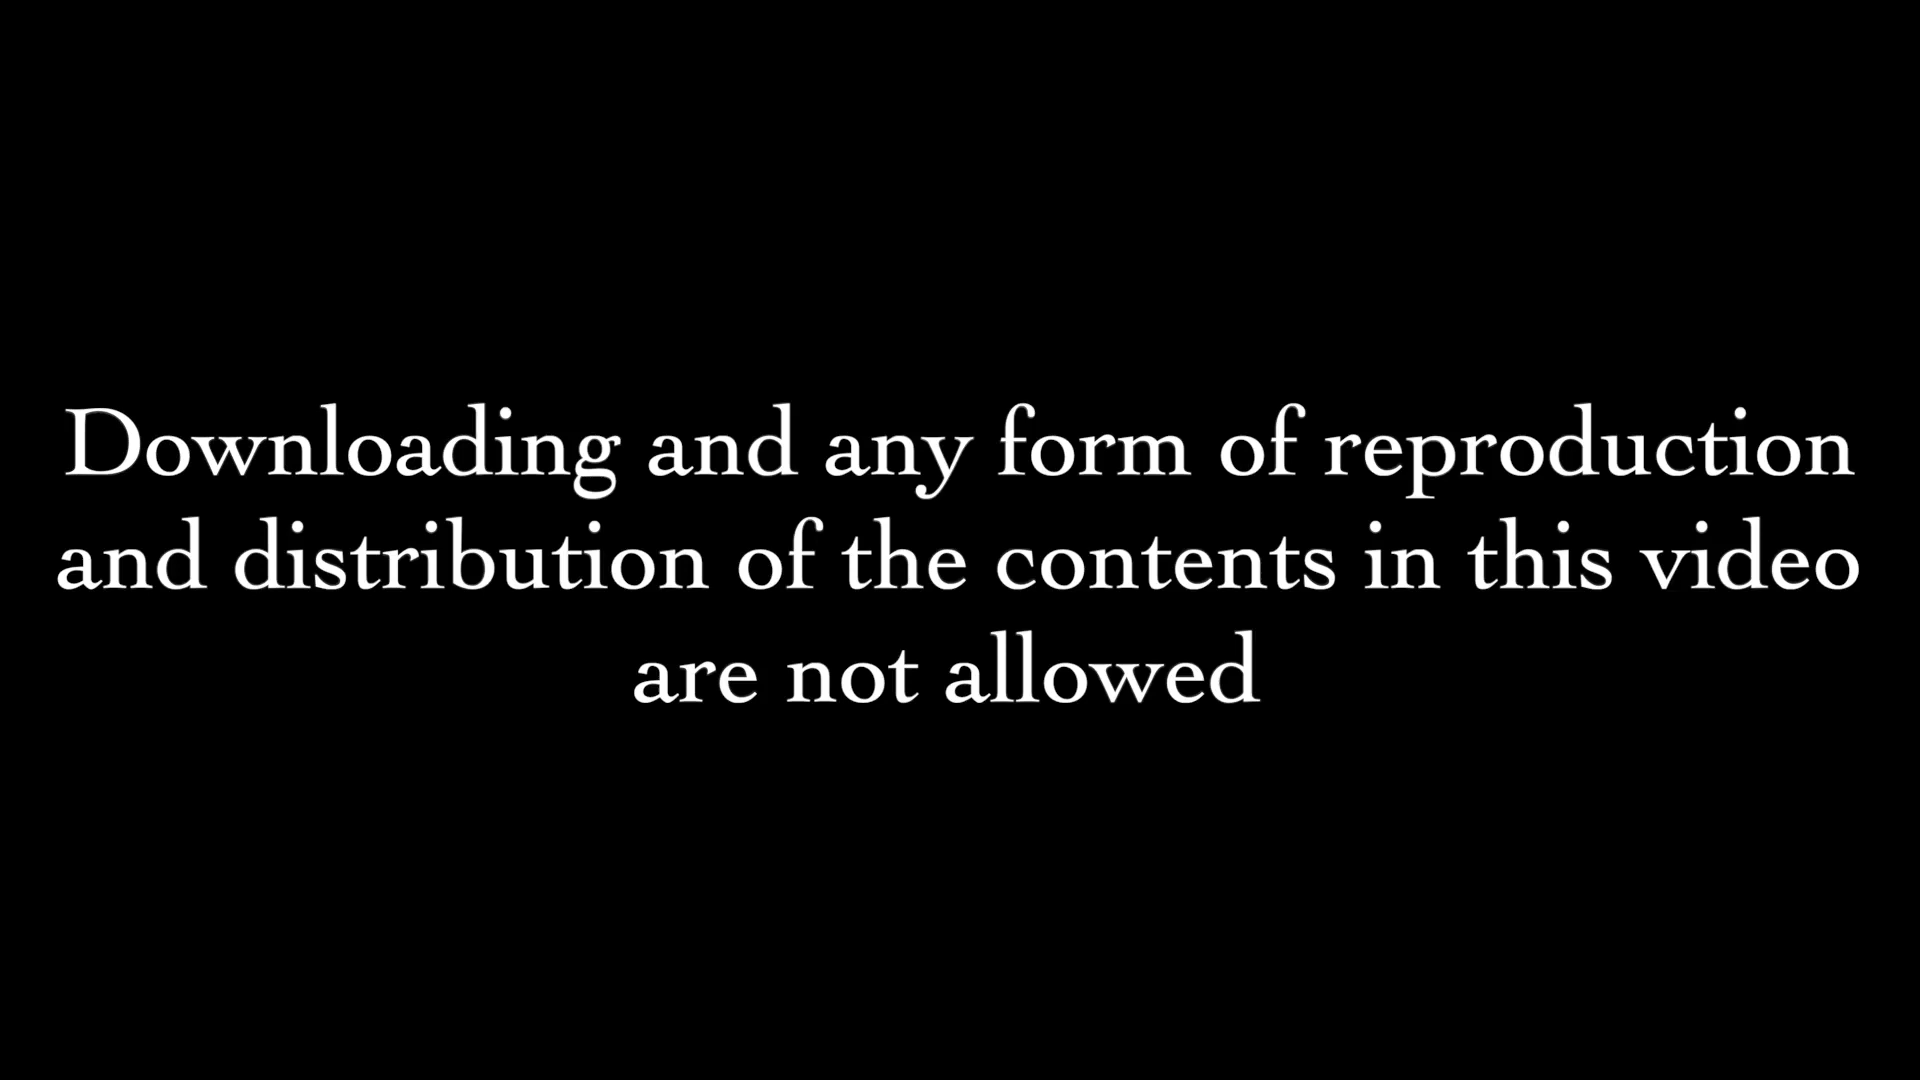 Downloading and any form of reproduction
and distribution of the contents in this video
are not allowed